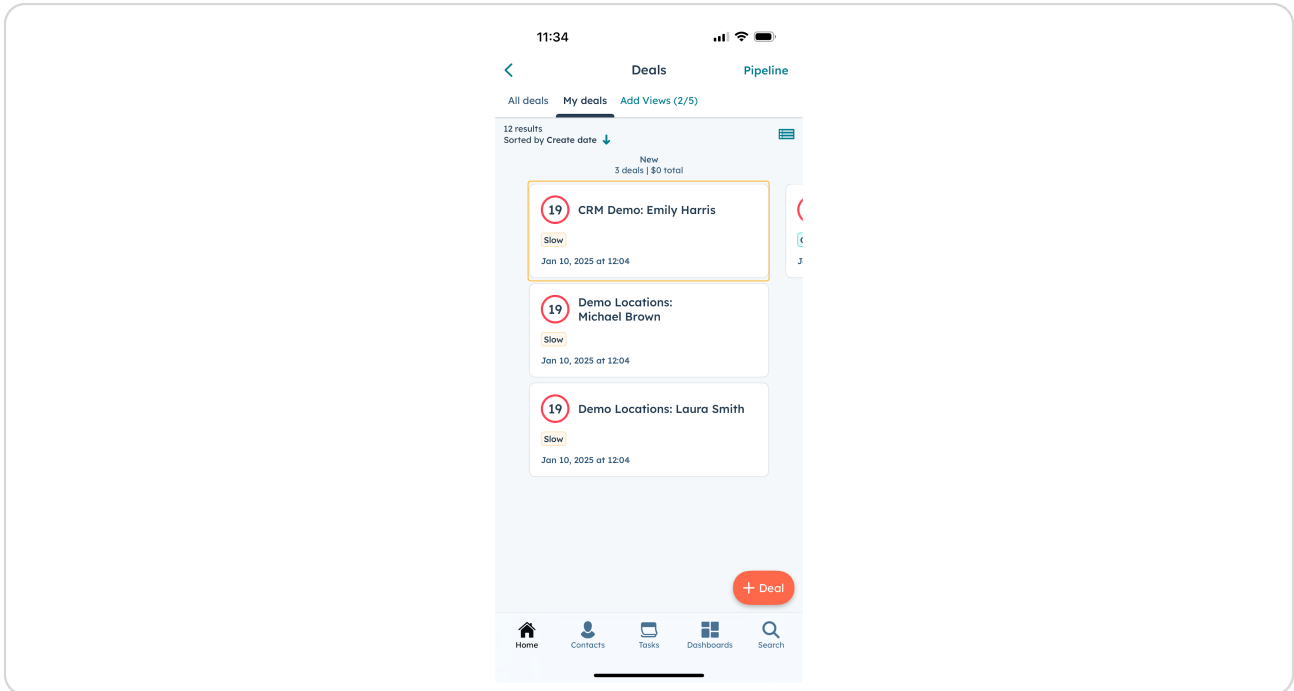 11:34
Deals
Pipeline
All deals
My deals
Add Views (2/5)
12 results
Sorted by Create date
New
3 deals | $0 total
19
CRM Demo: Emily Harris
Slow
Jan 10, 2025 at 12:04
19
Demo Locations:
Michael Brown
Slow
Jan 10, 2025 at 12:04
19
Demo Locations: Laura Smith
Slow
Jan 10, 2025 at 12:04
+ Deal
Home
Contacts
Tasks
Dashboards
Search